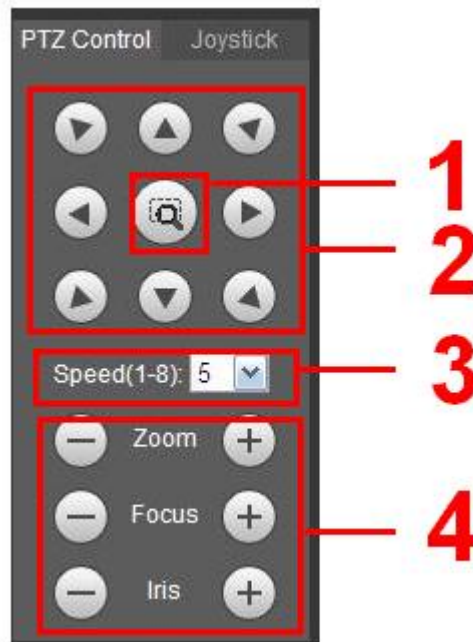 PTZ Control Joystick
1
2
Speed(1-8): 5
3
Zoom
Focus
4
Iris